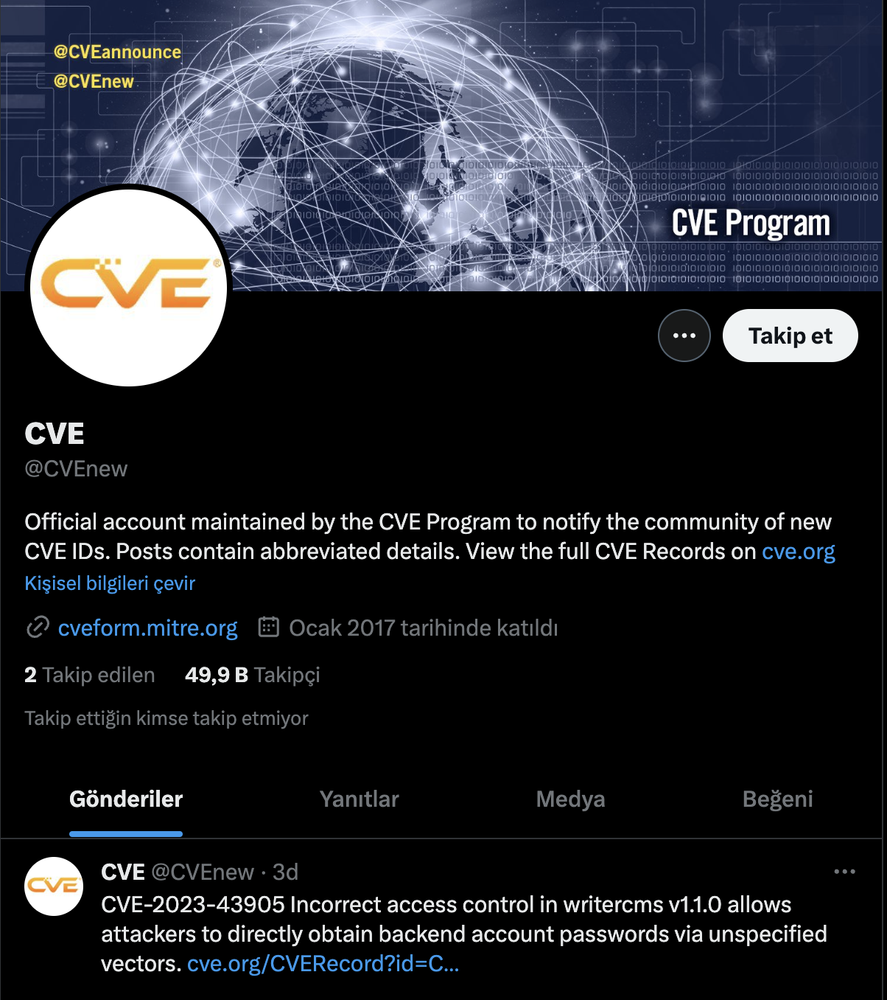 @CVEannounce
@CVEnew
CVE Program
CVE®
Takip et
CVE
@CVEnew
Official account maintained by the CVE Program to notify the community of new
CVE IDs. Posts contain abbreviated details. View the full CVE Records on cve.org
Kişisel bilgileri çevir
cveform.mitre.org Ocak 2017 tarihinde katıldı
2 Takip edilen 49,9 B Takipçi
Takip ettiğin kimse takip etmiyor
Gönderiler Yanıtlar Medya Beğeni
CVE
CVE @CVEnew · 3d
CVE-2023-43905 Incorrect access control in writercms v1.1.0 allows
attackers to directly obtain backend account passwords via unspecified
vectors. cve.org/CVERecord?id=C...